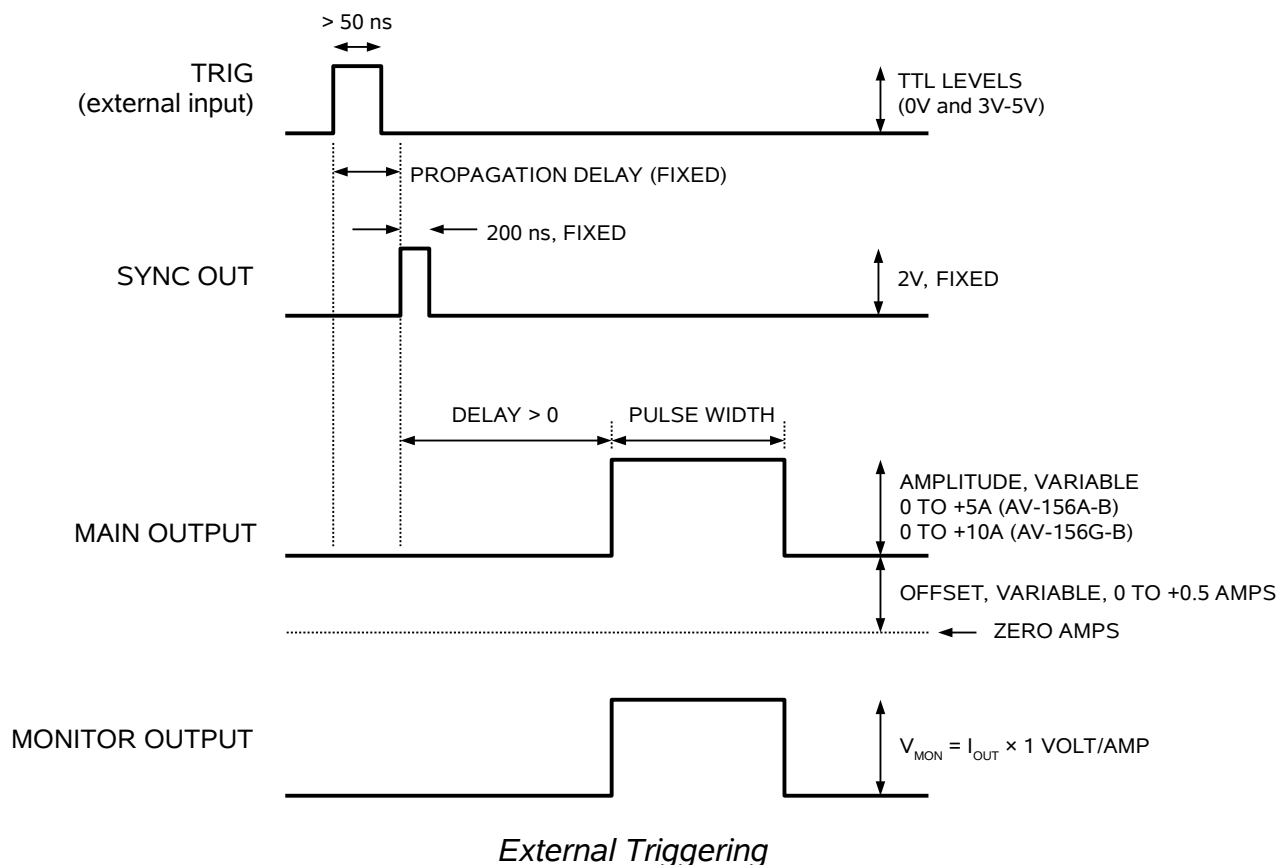 > 50 ns
TRIG
(external input)
TTL LEVELS
(0V and 3V-5V)
PROPAGATION DELAY (FIXED)
200 ns, FIXED
SYNC OUT
2V, FIXED
DELAY > 0
PULSE WIDTH
MAIN OUTPUT
AMPLITUDE, VARIABLE
0 TO +5A (AV-156A-B)
0 TO +10A (AV-156G-B)
OFFSET, VARIABLE, 0 TO +0.5 AMPS
ZERO AMPS
MONITOR OUTPUT
VMON = IOUT × 1 VOLT/AMP
External Triggering